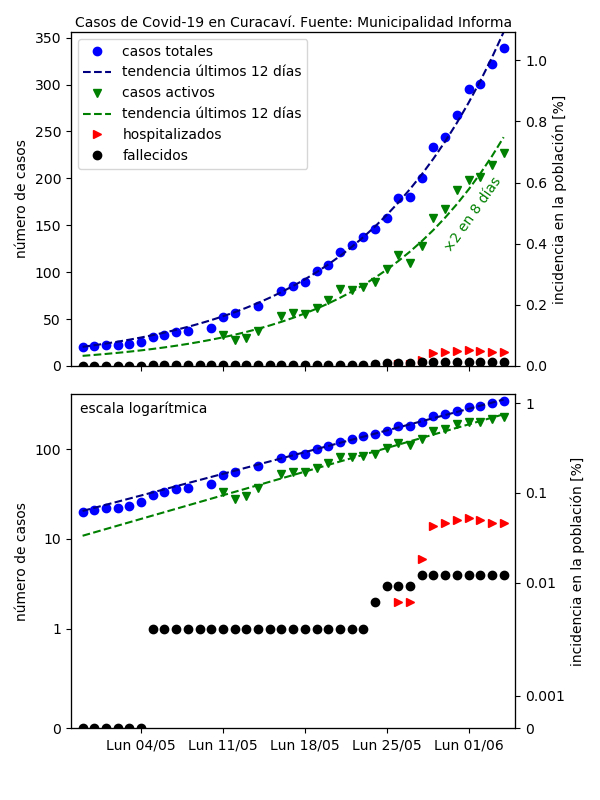 Casos de Covid-19 en Curacaví. Fuente: Municipalidad Informa
casos totales
tendencia últimos 12 días
casos activos
tendencia últimos 12 días
hospitalizados
fallecidos
350
300
250
200
150
100
50
0
número de casos
1.0
0.8
0.6
0.4
0.2
0.0
incidencia en la población [%]
×2 en 8 días
escala logarítmica
100
10
1
0
número de casos
1
0.1
0.01
0.001
0
incidencia en la población [%]
Lun 04/05 Lun 11/05 Lun 18/05 Lun 25/05 Lun 01/06